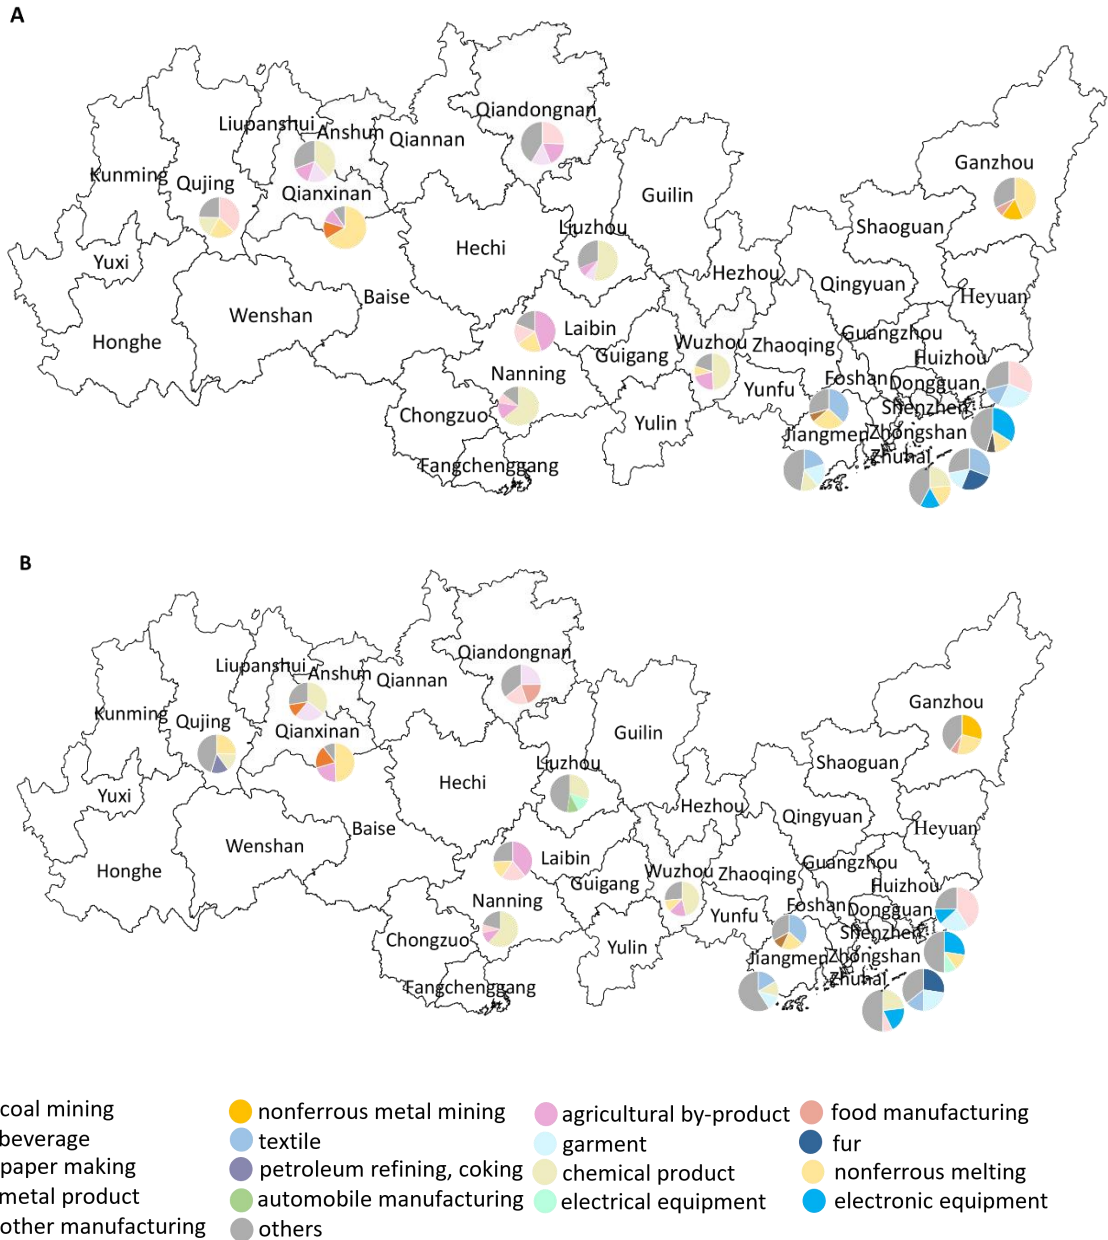 A
Qiandongnan
Liupanshui
Anshun
Qiannan
Ganzhou
Kunming
Qujing
Qianxinan
Guilin
Shaoguan
Liuzhou
Hechi
Yuxi
Hezhou
Qingyuan
Heyuan
Baise
Wenshan
Honghe
Laibin
Guangzhou
Guigang
Wuzhou
Zhaoqing
Huizhou
Nanning
Foshan
Dongguan
Yunfu
Shenzhen
Chongzuo
Yulin
Jiangmen
Zhongshan
Zhuhai
Fangchenggang
B
Qiandongnan
Liupanshui
Anshun
Qiannan
Ganzhou
Kunming
Qujing
Qianxinan
Guilin
Shaoguan
Liuzhou
Hechi
Yuxi
Hezhou
Qingyuan
Heyuan
Baise
Wenshan
Honghe
Laibin
Guangzhou
Guigang
Wuzhou
Zhaoqing
Huizhou
Nanning
Foshan
Dongguan
Yunfu
Shenzhen
Chongzuo
Yulin
Jiangmen
Zhongshan
Zhuhai
Fangchenggang
coal mining
nonferrous metal mining
agricultural by-product
food manufacturing
beverage
textile
garment
fur
paper making
petroleum refining, coking
chemical product
nonferrous melting
metal product
automobile manufacturing
electrical equipment
electronic equipment
other manufacturing
others